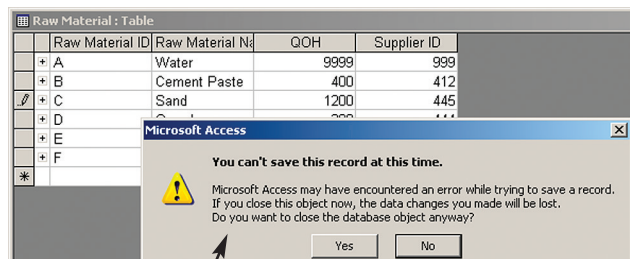 Raw Material : Table
Raw Material ID Raw Material Na QOH Supplier ID
A Water 9999 999
B Cement Paste 400 412
C Sand 1200 445
D
E
F
Microsoft Access
You can't save this record at this time.
Microsoft Access may have encountered an error while trying to save a record.
If you close this object now, the data changes you made will be lost.
Do you want to close the database object anyway?
Yes No